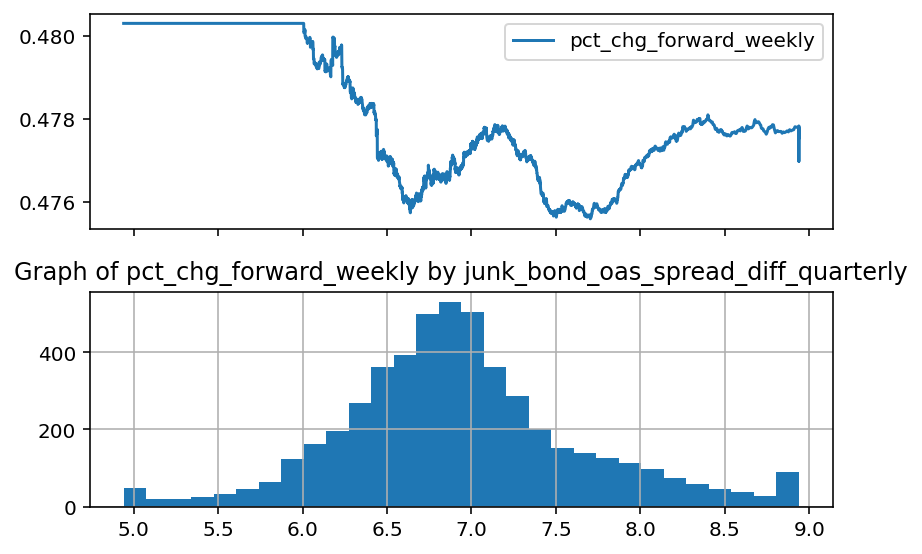 0.480
0.478
0.476
pct_chg_forward_weekly
Graph of pct_chg_forward_weekly by junk_bond_oas_spread_diff_quarterly
400
200
0
5.0 5.5 6.0 6.5 7.0 7.5 8.0 8.5 9.0